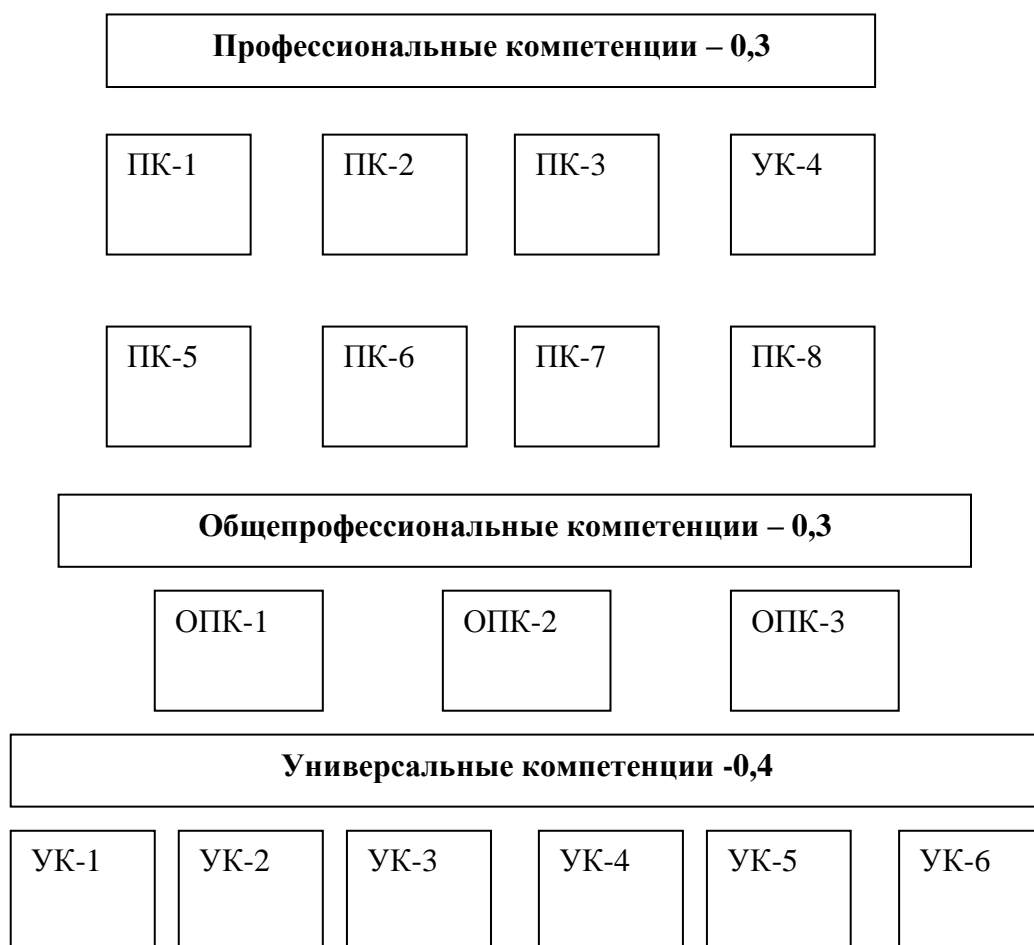 Профессиональные компетенции – 0,3
ПК-1 ПК-2 ПК-3 УК-4
ПК-5 ПК-6 ПК-7 ПК-8
Общепрофессиональные компетенции – 0,3
ОПК-1 ОПК-2 ОПК-3
Универсальные компетенции -0,4
УК-1 УК-2 УК-3 УК-4 УК-5 УК-6